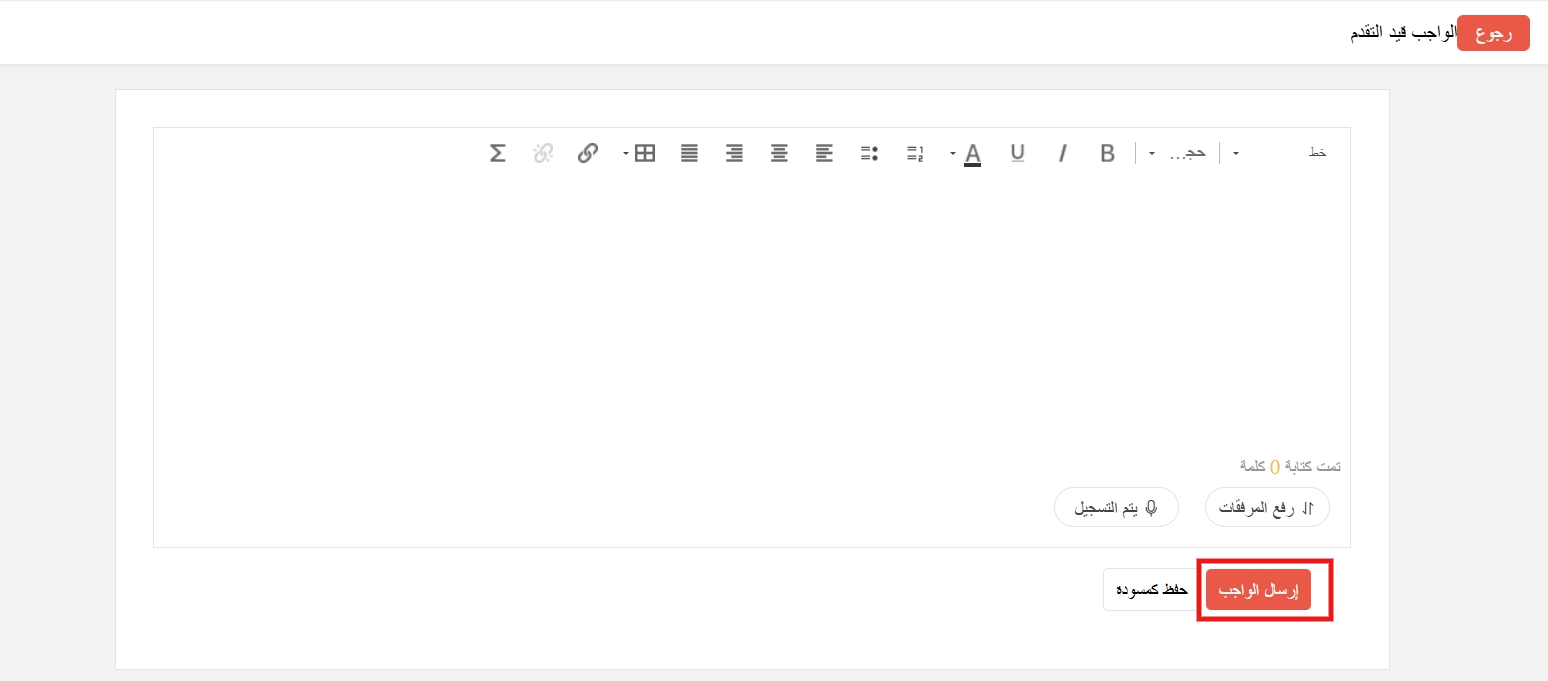 رجوع الواجب قيد التقدم
خط حجـ... A U I B
تمت كتابة 0 كلمة
رفع المرفقات يتم التسجيل
إرسال الواجب حفظ كمسودة